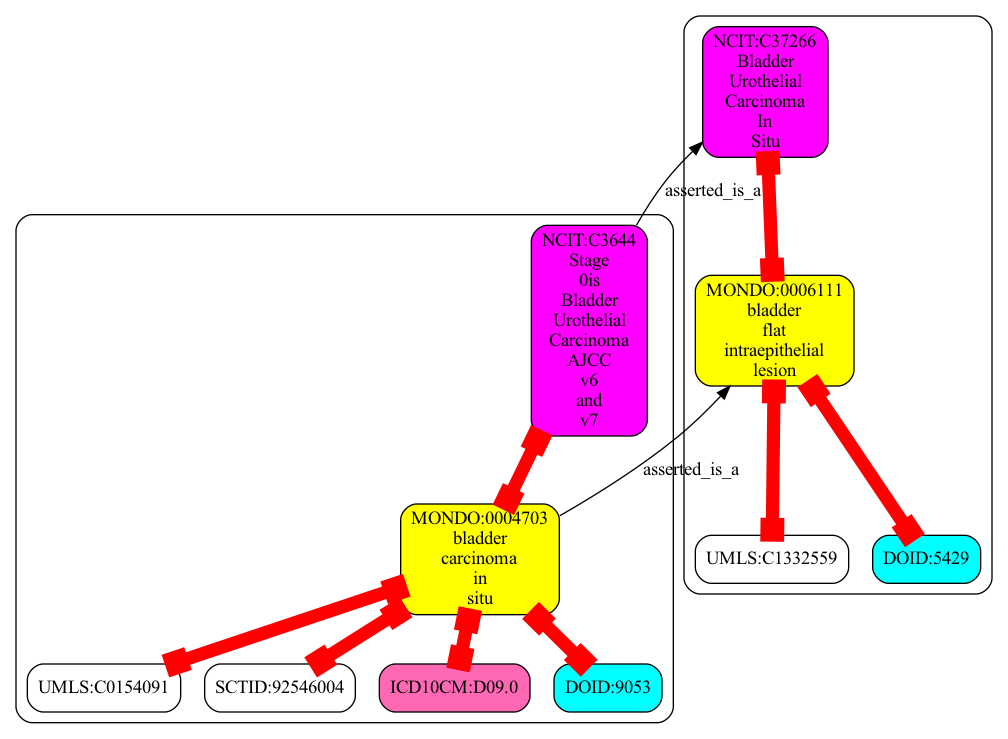 NCIT:C37266
Bladder
Urothelial
Carcinoma
In
Situ
asserted_is_a
NCIT:C3644
Stage
0is
Bladder
Urothelial
Carcinoma
AJCC
v6
and
v7
MONDO:0006111
bladder
flat
intraepithelial
lesion
asserted_is_a
MONDO:0004703
bladder
carcinoma
in
situ
UMLS:C1332559
DOID:5429
UMLS:C0154091
SCTID:92546004
ICD10CM:D09.0
DOID:9053